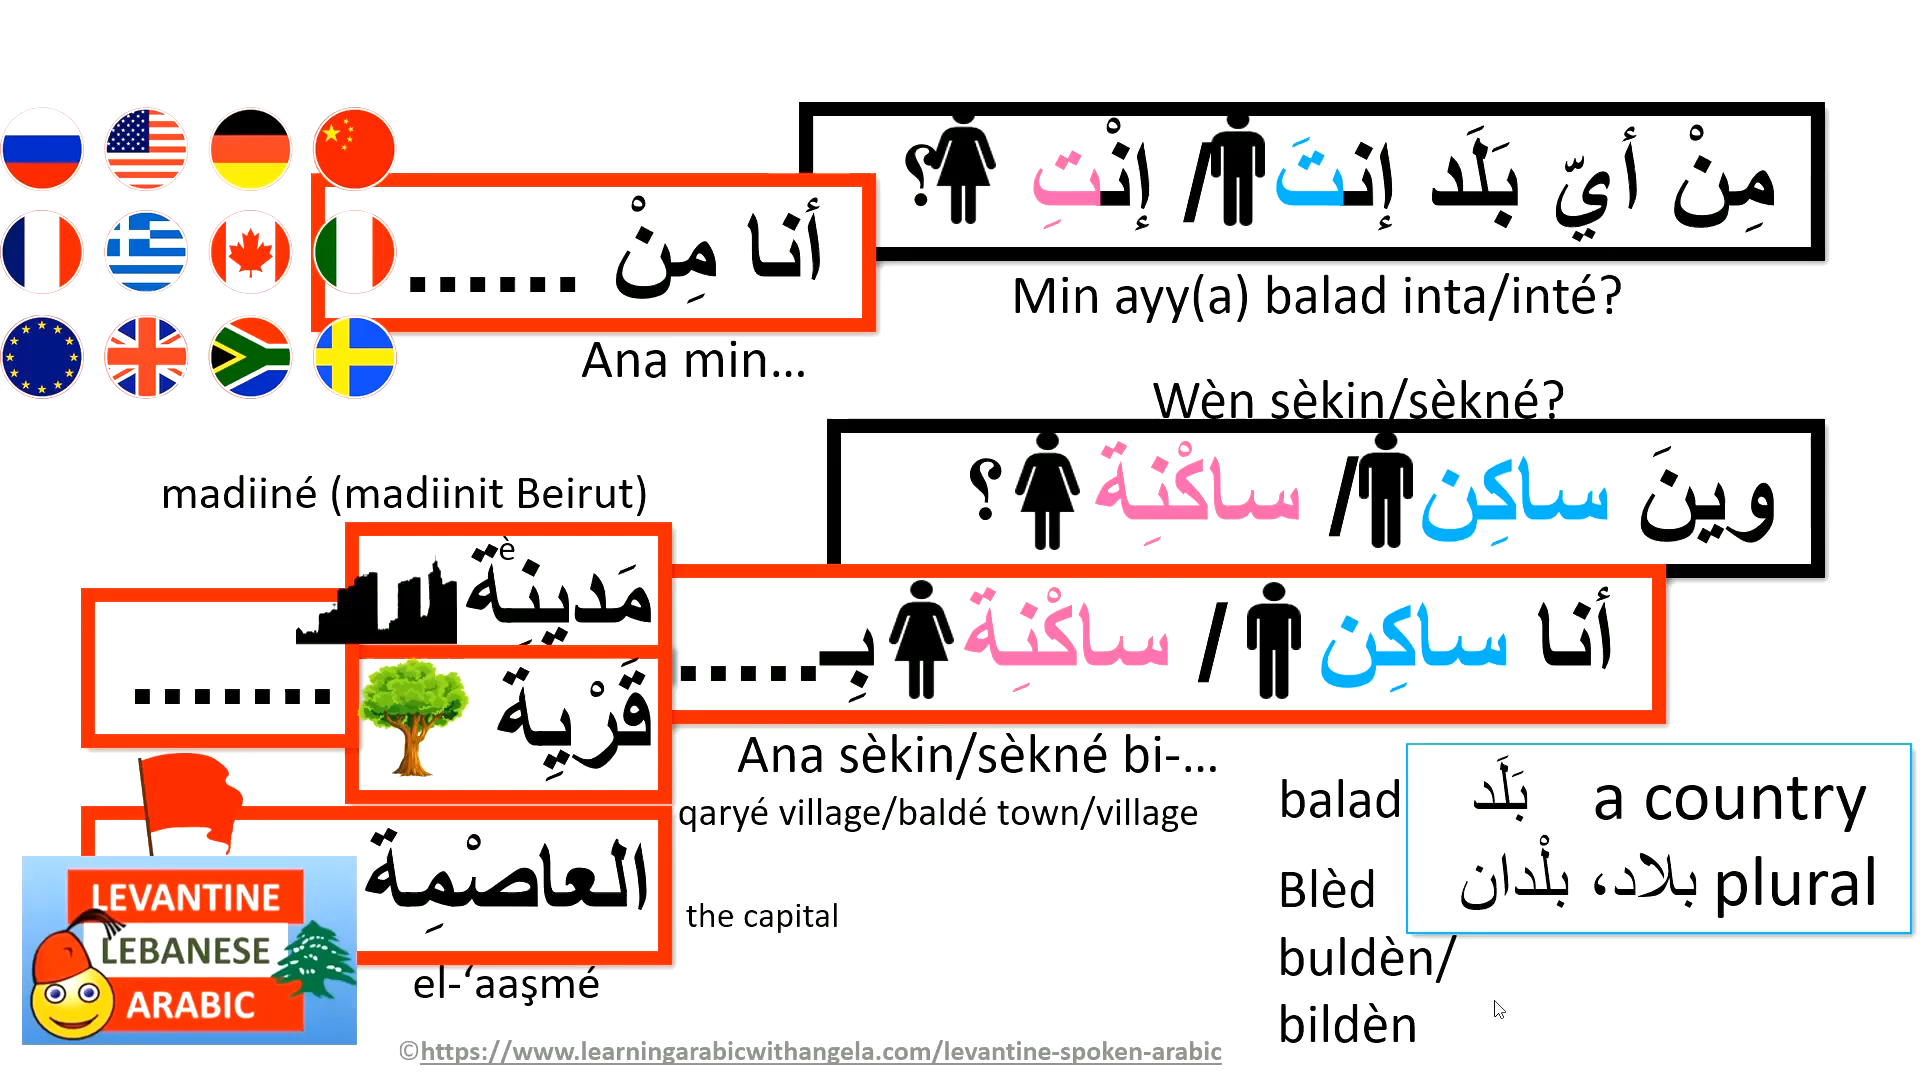 مِنْ أيّ بَلَد إنتَ / إنْتِ ؟
Min ayy(a) balad inta/inté?
أنا مِنْ ......
Ana min...
Wèn sèkin/sèkné?
وينَ ساكِن / ساكْنِة ؟
أنا ساكِن / ساكْنِة بِـ.....
Ana sèkin/sèkné bi-...
madiiné (madiinit Beirut)
è
مَدينِة
.......
قَرْيِة
qaryé village/baldé town/village
العاصْمِة
the capital
el-‘aaşmé
balad
بَلَد a country
Blèd
بلاد، بلْدان plural
buldèn/
bildèn
LEVANTINE
LEBANESE
ARABIC
©https://www.learningarabicwithangela.com/levantine-spoken-arabic